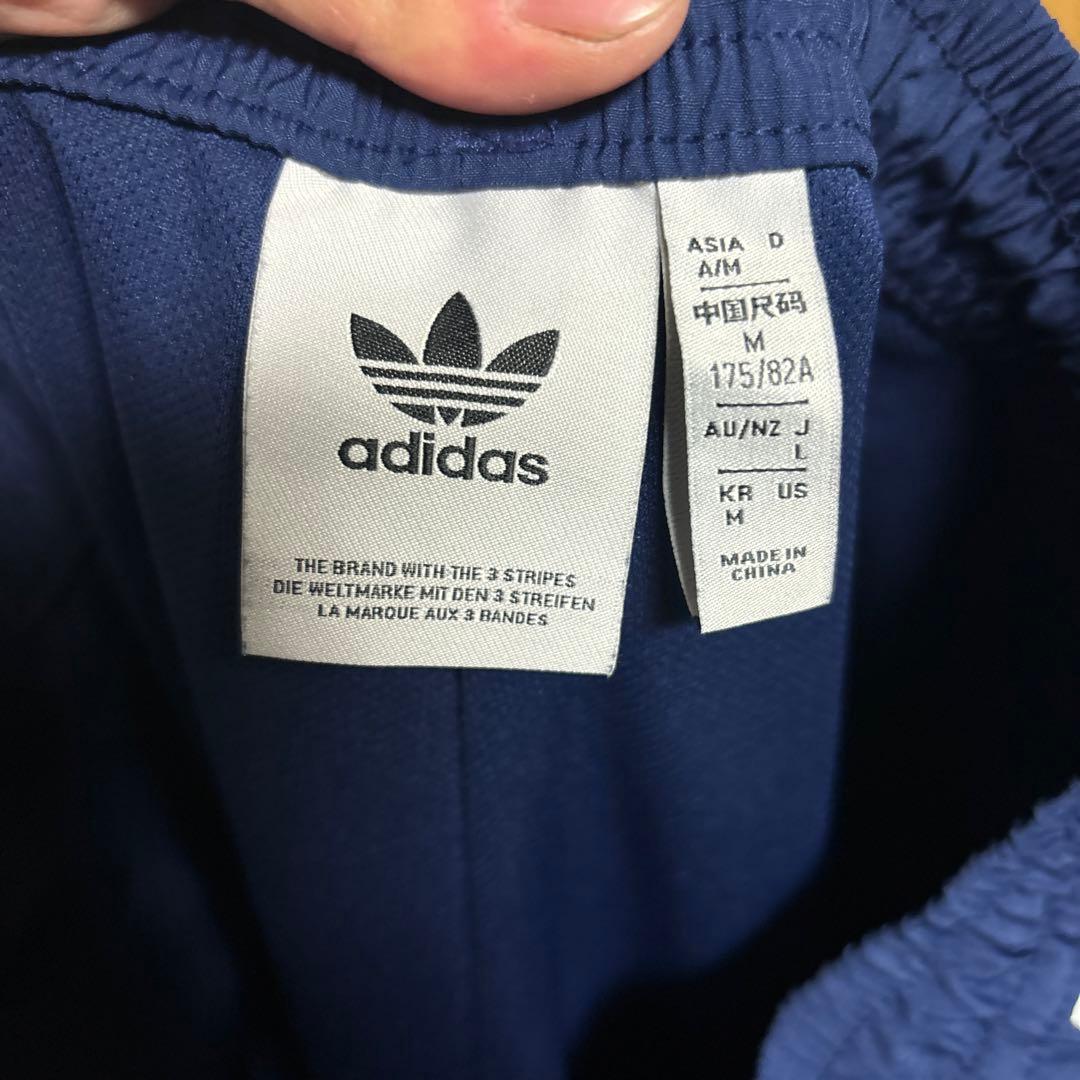 adidas
THE BRAND WITH THE 3 STRIPES
DIE WELTMARKE MIT DEN 3 STREIFEN
LA MARQUE AUX 3 BANDES
ASIA D
A/M
中国尺码
M
175/82A
AU/NZ J
L
KR US
M
MADE IN
CHINA